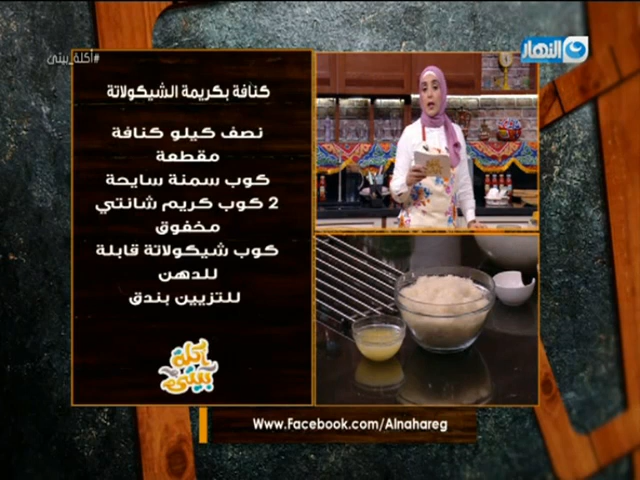 #أكلة_بيتي
النهار
كنافة بكريمة الشيكولاتة
نصف كيلو كنافة
مقطعة
كوب سمنة سايحة
2 كوب كريم شانتي
مخفوق
كوب شيكولاتة قابلة
للدهن
للتزيين بندق
أكلة
بيتي
Www.Facebook.com/Alnahareg